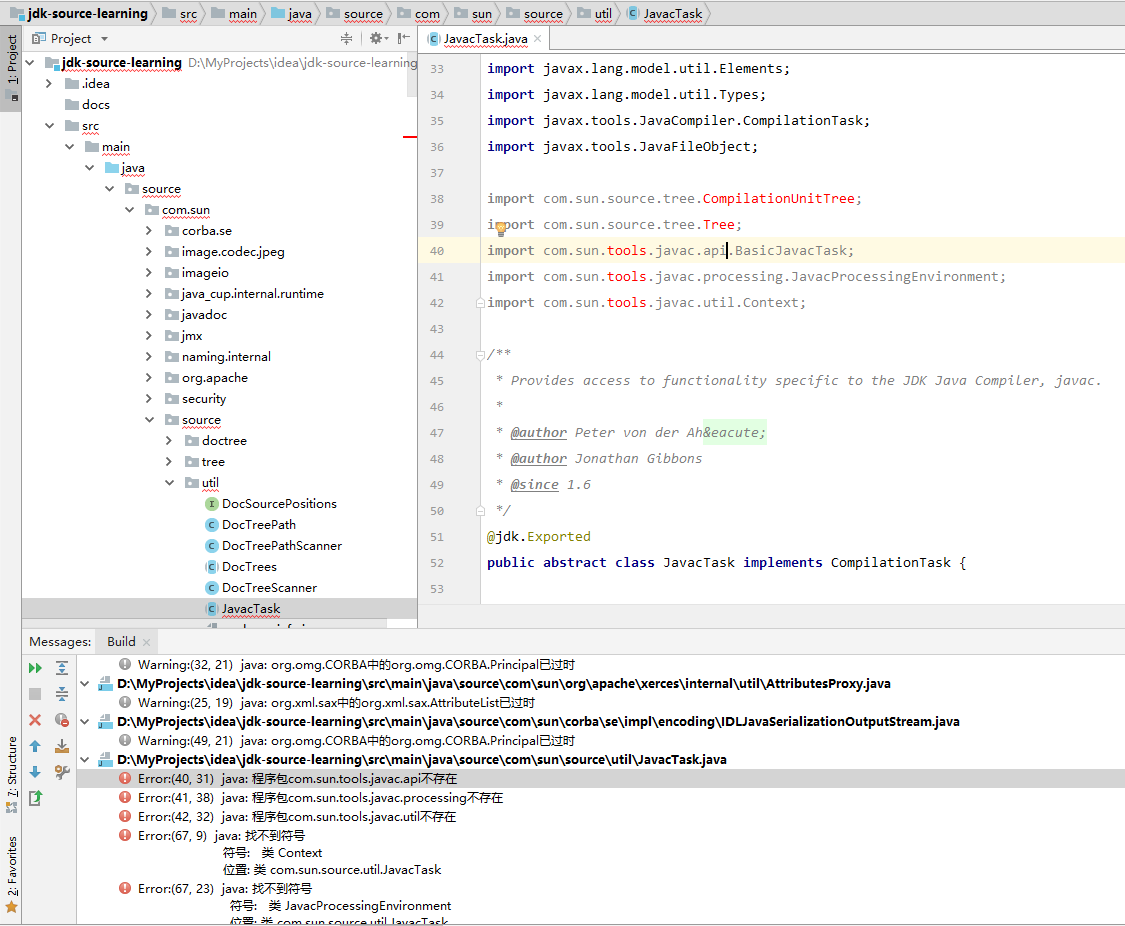 jdk-source-learning src main java source com sun source util JavacTask
1: Project
Project
JavacTask.java
jdk-source-learning D:\MyProjects\idea\jdk-source-learning
.idea
docs
src
main
java
source
com.sun
corba.se
image.codec.jpeg
imageio
java_cup.internal.runtime
javadoc
jmx
naming.internal
org.apache
security
source
doctree
tree
util
DocSourcePositions
DocTreePath
DocTreePathScanner
DocTrees
DocTreeScanner
JavacTask
33 import javax.lang.model.util.Elements;
34 import javax.lang.model.util.Types;
35 import javax.tools.JavaCompiler.CompilationTask;
36 import javax.tools.JavaFileObject;
37
38 import com.sun.source.tree.CompilationUnitTree;
39 import com.sun.source.tree.Tree;
40 import com.sun.tools.javac.api.BasicJavacTask;
41 import com.sun.tools.javac.processing.JavacProcessingEnvironment;
42 import com.sun.tools.javac.util.Context;
43
44 /**
45 * Provides access to functionality specific to the JDK Java Compiler, javac.
46 *
47 * @author Peter von der Ah&eacute;
48 * @author Jonathan Gibbons
49 * @since 1.6
50 */
51 @jdk.Exported
52 public abstract class JavacTask implements CompilationTask {
53
Messages: Build
7: Structure
2: Favorites
Warning:(32, 21) java: org.omg.CORBA中的org.omg.CORBA.Principal已过时
D:\MyProjects\idea\jdk-source-learning\src\main\java\source\com\sun\org\apache\xerces\internal\util\AttributesProxy.java
Warning:(25, 19) java: org.xml.sax中的org.xml.sax.AttributeList已过时
D:\MyProjects\idea\jdk-source-learning\src\main\java\source\com\sun\corba\se\impl\encoding\IDLJavaSerializationOutputStream.java
Warning:(49, 21) java: org.omg.CORBA中的org.omg.CORBA.Principal已过时
D:\MyProjects\idea\jdk-source-learning\src\main\java\source\com\sun\source\util\JavacTask.java
Error:(40, 31) java: 程序包com.sun.tools.javac.api不存在
Error:(41, 38) java: 程序包com.sun.tools.javac.processing不存在
Error:(42, 32) java: 程序包com.sun.tools.javac.util不存在
Error:(67, 9) java: 找不到符号
符号: 类 Context
位置: 类 com.sun.source.util.JavacTask
Error:(67, 23) java: 找不到符号
符号: 类 JavacProcessingEnvironment
位置: 类 com.sun.source.util.JavacTask